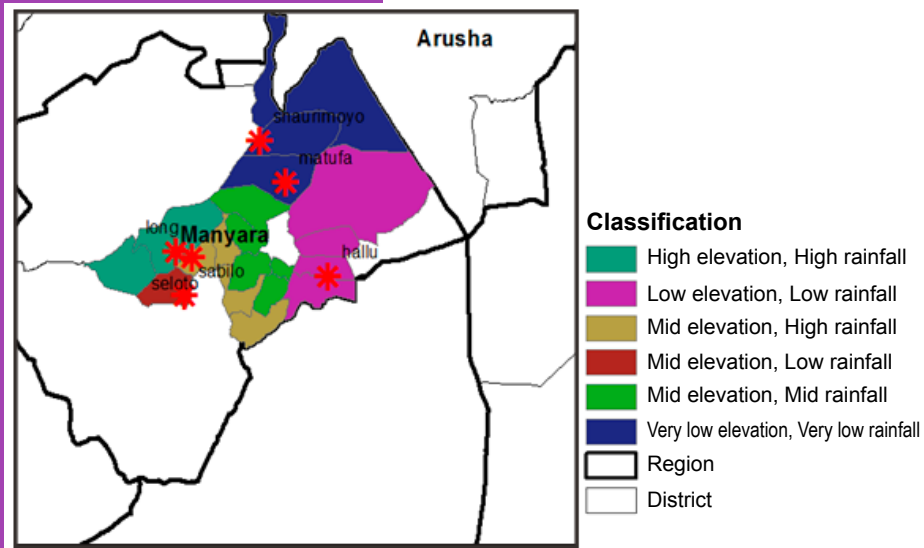 Arusha
shaurimoyo
matufa
long
Manyara
hallu
sabilo
seloto
Classification
High elevation, High rainfall
Low elevation, Low rainfall
Mid elevation, High rainfall
Mid elevation, Low rainfall
Mid elevation, Mid rainfall
Very low elevation, Very low rainfall
Region
District